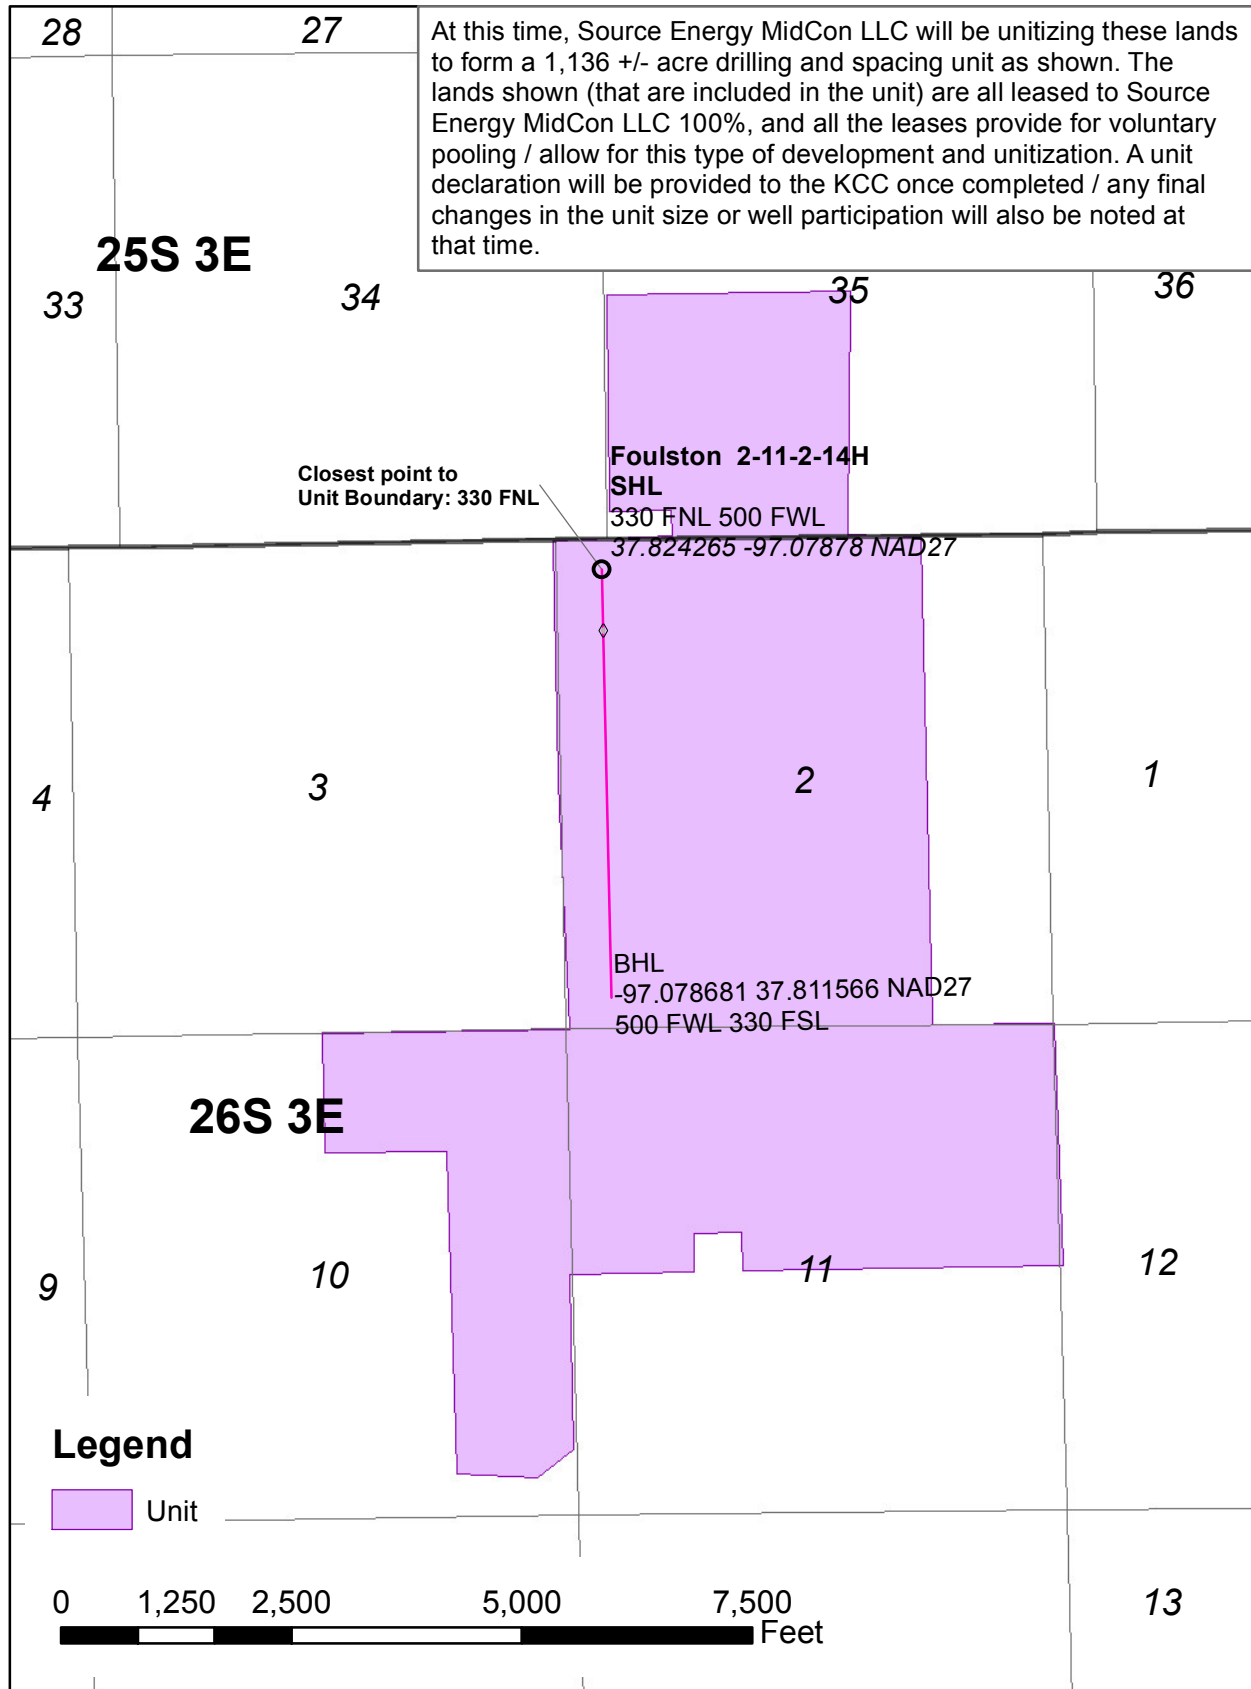 28
27
At this time, Source Energy MidCon LLC will be unitizing these lands
to form a 1,136 +/- acre drilling and spacing unit as shown. The
lands shown (that are included in the unit) are all leased to Source
Energy MidCon LLC 100%, and all the leases provide for voluntary
pooling / allow for this type of development and unitization. A unit
declaration will be provided to the KCC once completed / any final
changes in the unit size or well participation will also be noted at
that time.
25S 3E
33
34
35
36
Closest point to
Unit Boundary: 330 FNL
Foulston 2-11-2-14H
SHL
330 FNL 500 FWL
37.824265 -97.07878 NAD27
4
3
2
1
BHL
-97.078681 37.811566 NAD27
500 FWL 330 FSL
26S 3E
9
10
11
12
Legend
Unit
0 1,250 2,500 5,000 7,500
Feet
13